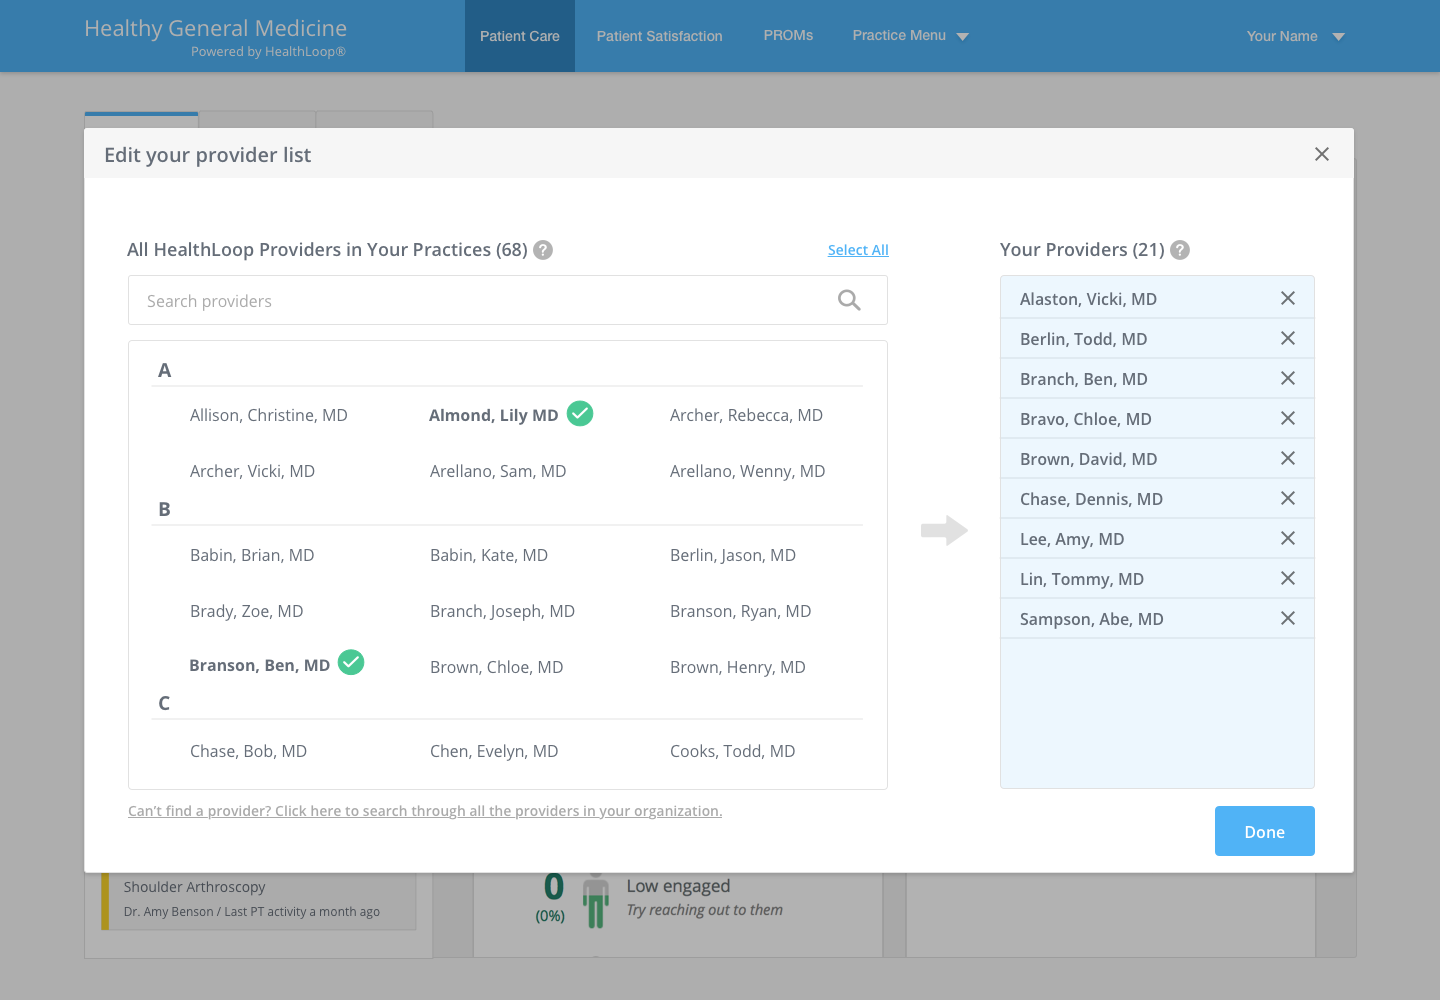 Healthy General Medicine
Powered by HealthLoop®
Patient Care
Patient Satisfaction
PROMs
Practice Menu
Your Name
Edit your provider list
All HealthLoop Providers in Your Practices (68) ?
Select All
Search providers
A
Allison, Christine, MD
Almond, Lily MD
Archer, Rebecca, MD
Archer, Vicki, MD
Arellano, Sam, MD
Arellano, Wenny, MD
B
Babin, Brian, MD
Babin, Kate, MD
Berlin, Jason, MD
Brady, Zoe, MD
Branch, Joseph, MD
Branson, Ryan, MD
Branson, Ben, MD
Brown, Chloe, MD
Brown, Henry, MD
C
Chase, Bob, MD
Chen, Evelyn, MD
Cooks, Todd, MD
Can't find a provider? Click here to search through all the providers in your organization.
Your Providers (21) ?
Alaston, Vicki, MD
Berlin, Todd, MD
Branch, Ben, MD
Bravo, Chloe, MD
Brown, David, MD
Chase, Dennis, MD
Lee, Amy, MD
Lin, Tommy, MD
Sampson, Abe, MD
Done
Shoulder Arthroscopy
Dr. Amy Benson / Last PT activity a month ago
0
(0%)
Low engaged
Try reaching out to them